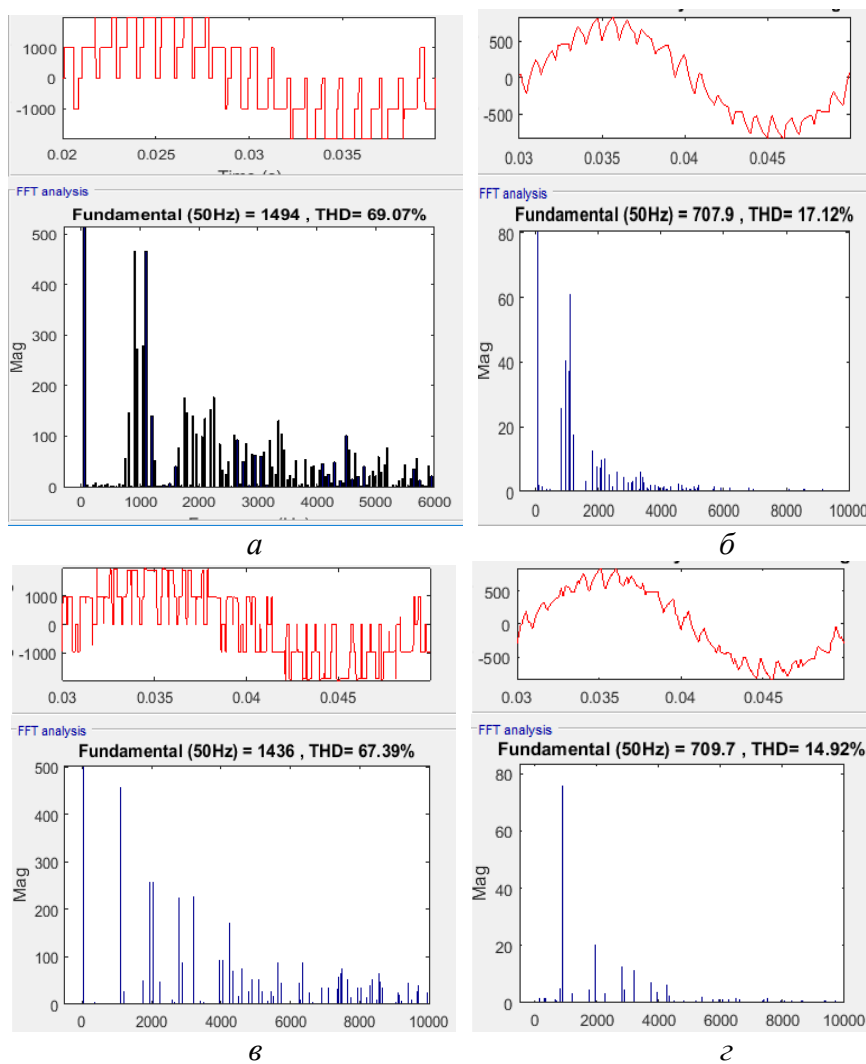 1000
0
-1000
0.02 0.025 0.03 0.035
FFT analysis
Fundamental (50Hz) = 1494 , THD= 69.07%
500
400
300
200
100
0
Mag
0 1000 2000 3000 4000 5000 6000
а
500
0
-500
0.03 0.035 0.04 0.045
FFT analysis
Fundamental (50Hz) = 707.9 , THD= 17.12%
80
60
40
20
0
Mag
0 2000 4000 6000 8000 10000
б
1000
0
-1000
0.03 0.035 0.04 0.045
FFT analysis
Fundamental (50Hz) = 1436 , THD= 67.39%
500
400
300
200
100
0
Mag
0 2000 4000 6000 8000 10000
в
500
0
-500
0.03 0.035 0.04 0.045
FFT analysis
Fundamental (50Hz) = 709.7 , THD= 14.92%
80
60
40
20
0
Mag
0 2000 4000 6000 8000 10000
г